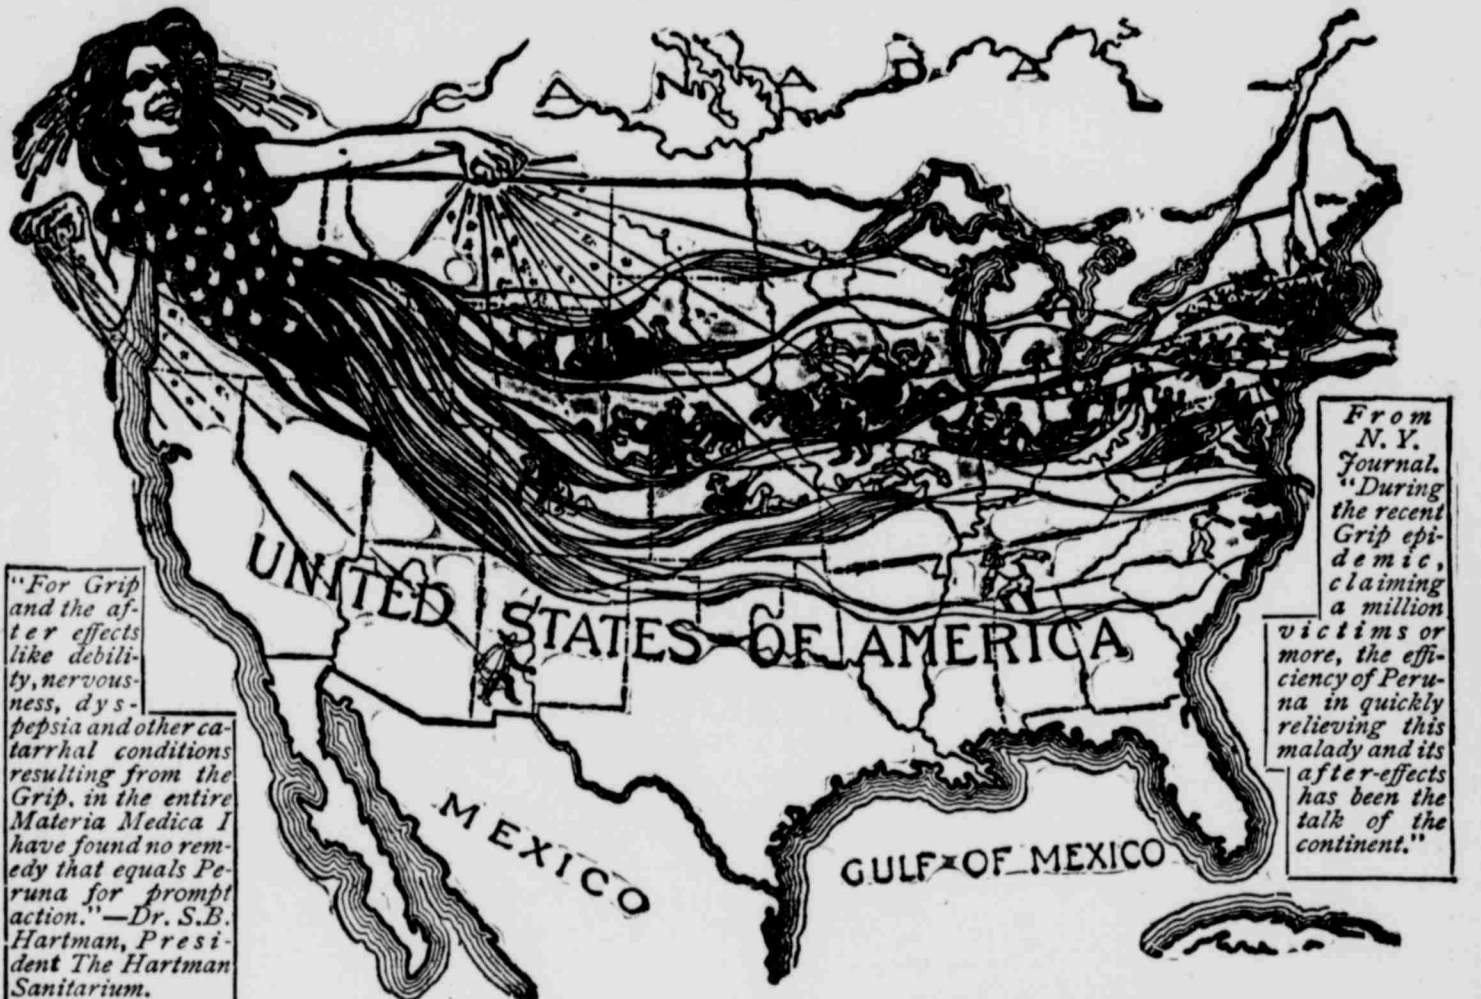 CANADA
UNITED STATES OF AMERICA
MEXICO
GULF OF MEXICO
"For Grip
and the af-
ter effects
like debili-
ty, nervous-
ness, dys-
pepsia and other ca-
tarrhal conditions
resulting from the
Grip, in the entire
Materia Medica I
have found no rem-
edy that equals Pe-
runa for prompt
action."—Dr. S.B.
Hartman, Presi-
dent The Hartman
Sanitarium.
From
N. Y.
Journal.
"During
the recent
Grip epi-
demic,
claiming
a million
victims or
more, the effi-
ciency of Peru-
na in quickly
relieving this
malady and its
after-effects
has been the
talk of the
continent."